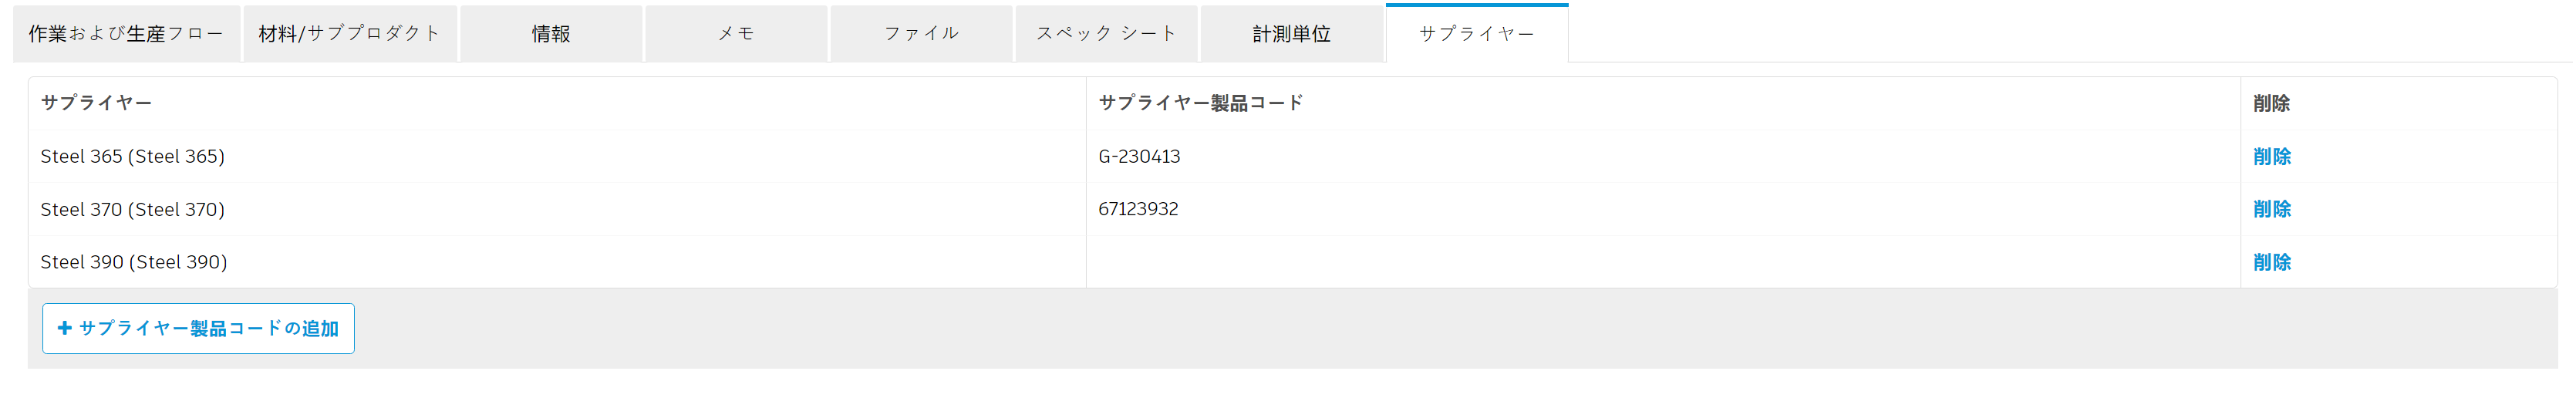 作業および生産フロー 材料/サブプロダクト 情報 メモ ファイル スペック シート 計測単位 サプライヤー
サプライヤー サプライヤー製品コード 削除
Steel 365 (Steel 365) G-230413 削除
Steel 370 (Steel 370) 67123932 削除
Steel 390 (Steel 390) 削除
+ サプライヤー製品コードの追加